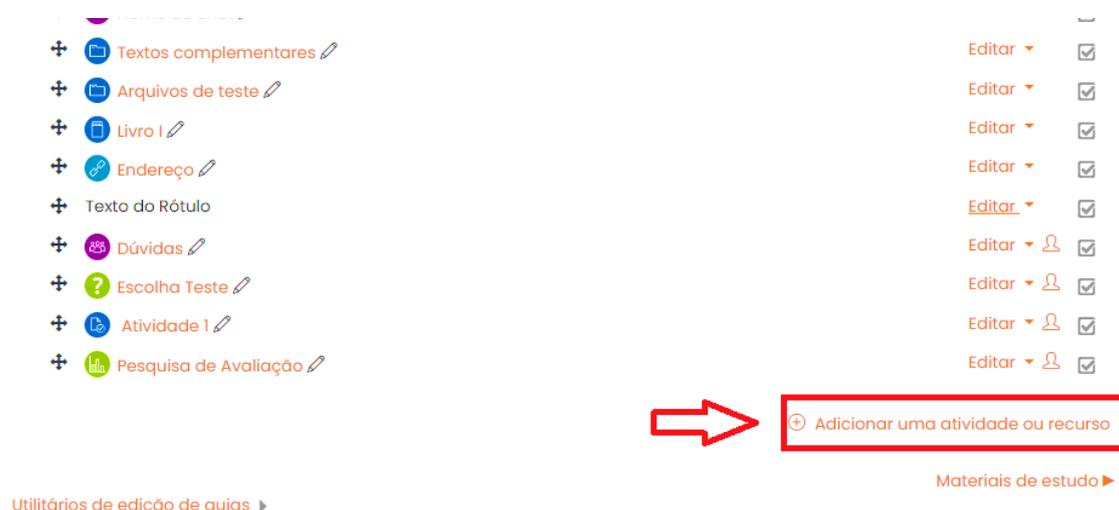 Textos complementares Editar
Arquivos de teste Editar
Livro I Editar
Endereço Editar
Texto do Rótulo Editar
Dúvidas Editar
Escolha Teste Editar
Atividade 1 Editar
Pesquisa de Avaliação Editar
Adicionar uma atividade ou recurso
Materiais de estudo
Utilitários de edição de guias